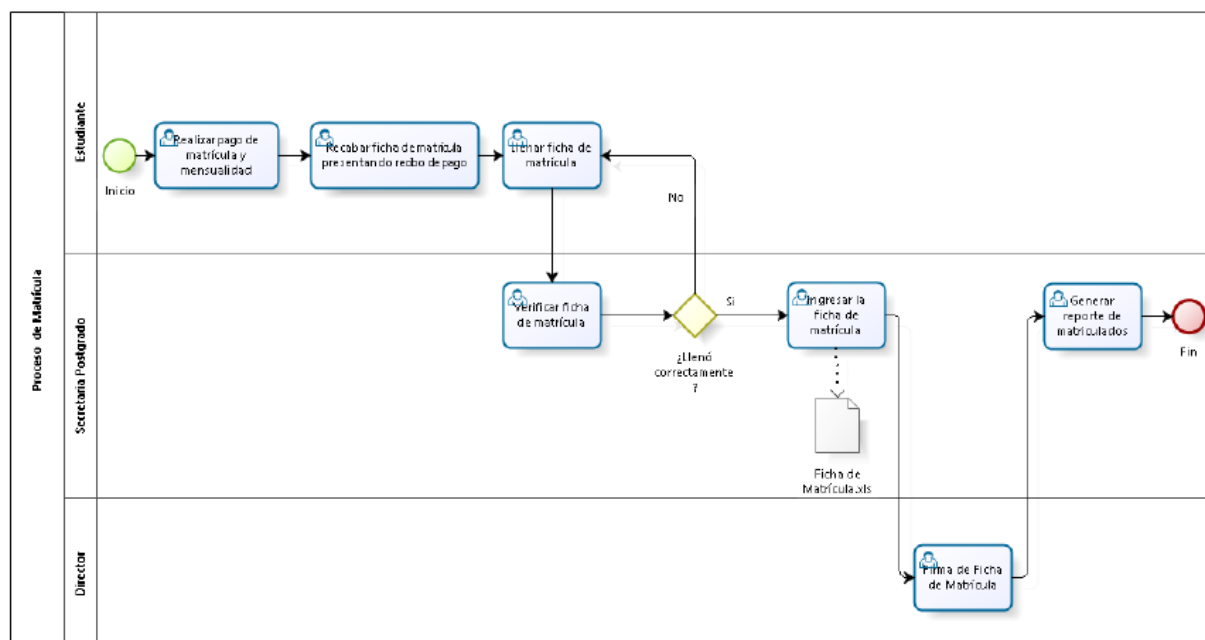 Proceso de Matrícula
Estudiante
Inicio
Realizar pago de
matrícula y
mensualidad
Recabar ficha de matrícula
presentando recibo de pago
Llenar ficha de
matrícula
No
Secretaria Postgrado
Verificar ficha
de matrícula
¿Llenó
correctamente
?
Si
Ingresar la
ficha de
matrícula
Ficha de
Matrícula.xls
Generar
reporte de
matriculados
Fin
Director
Firma de Ficha
de Matrícula